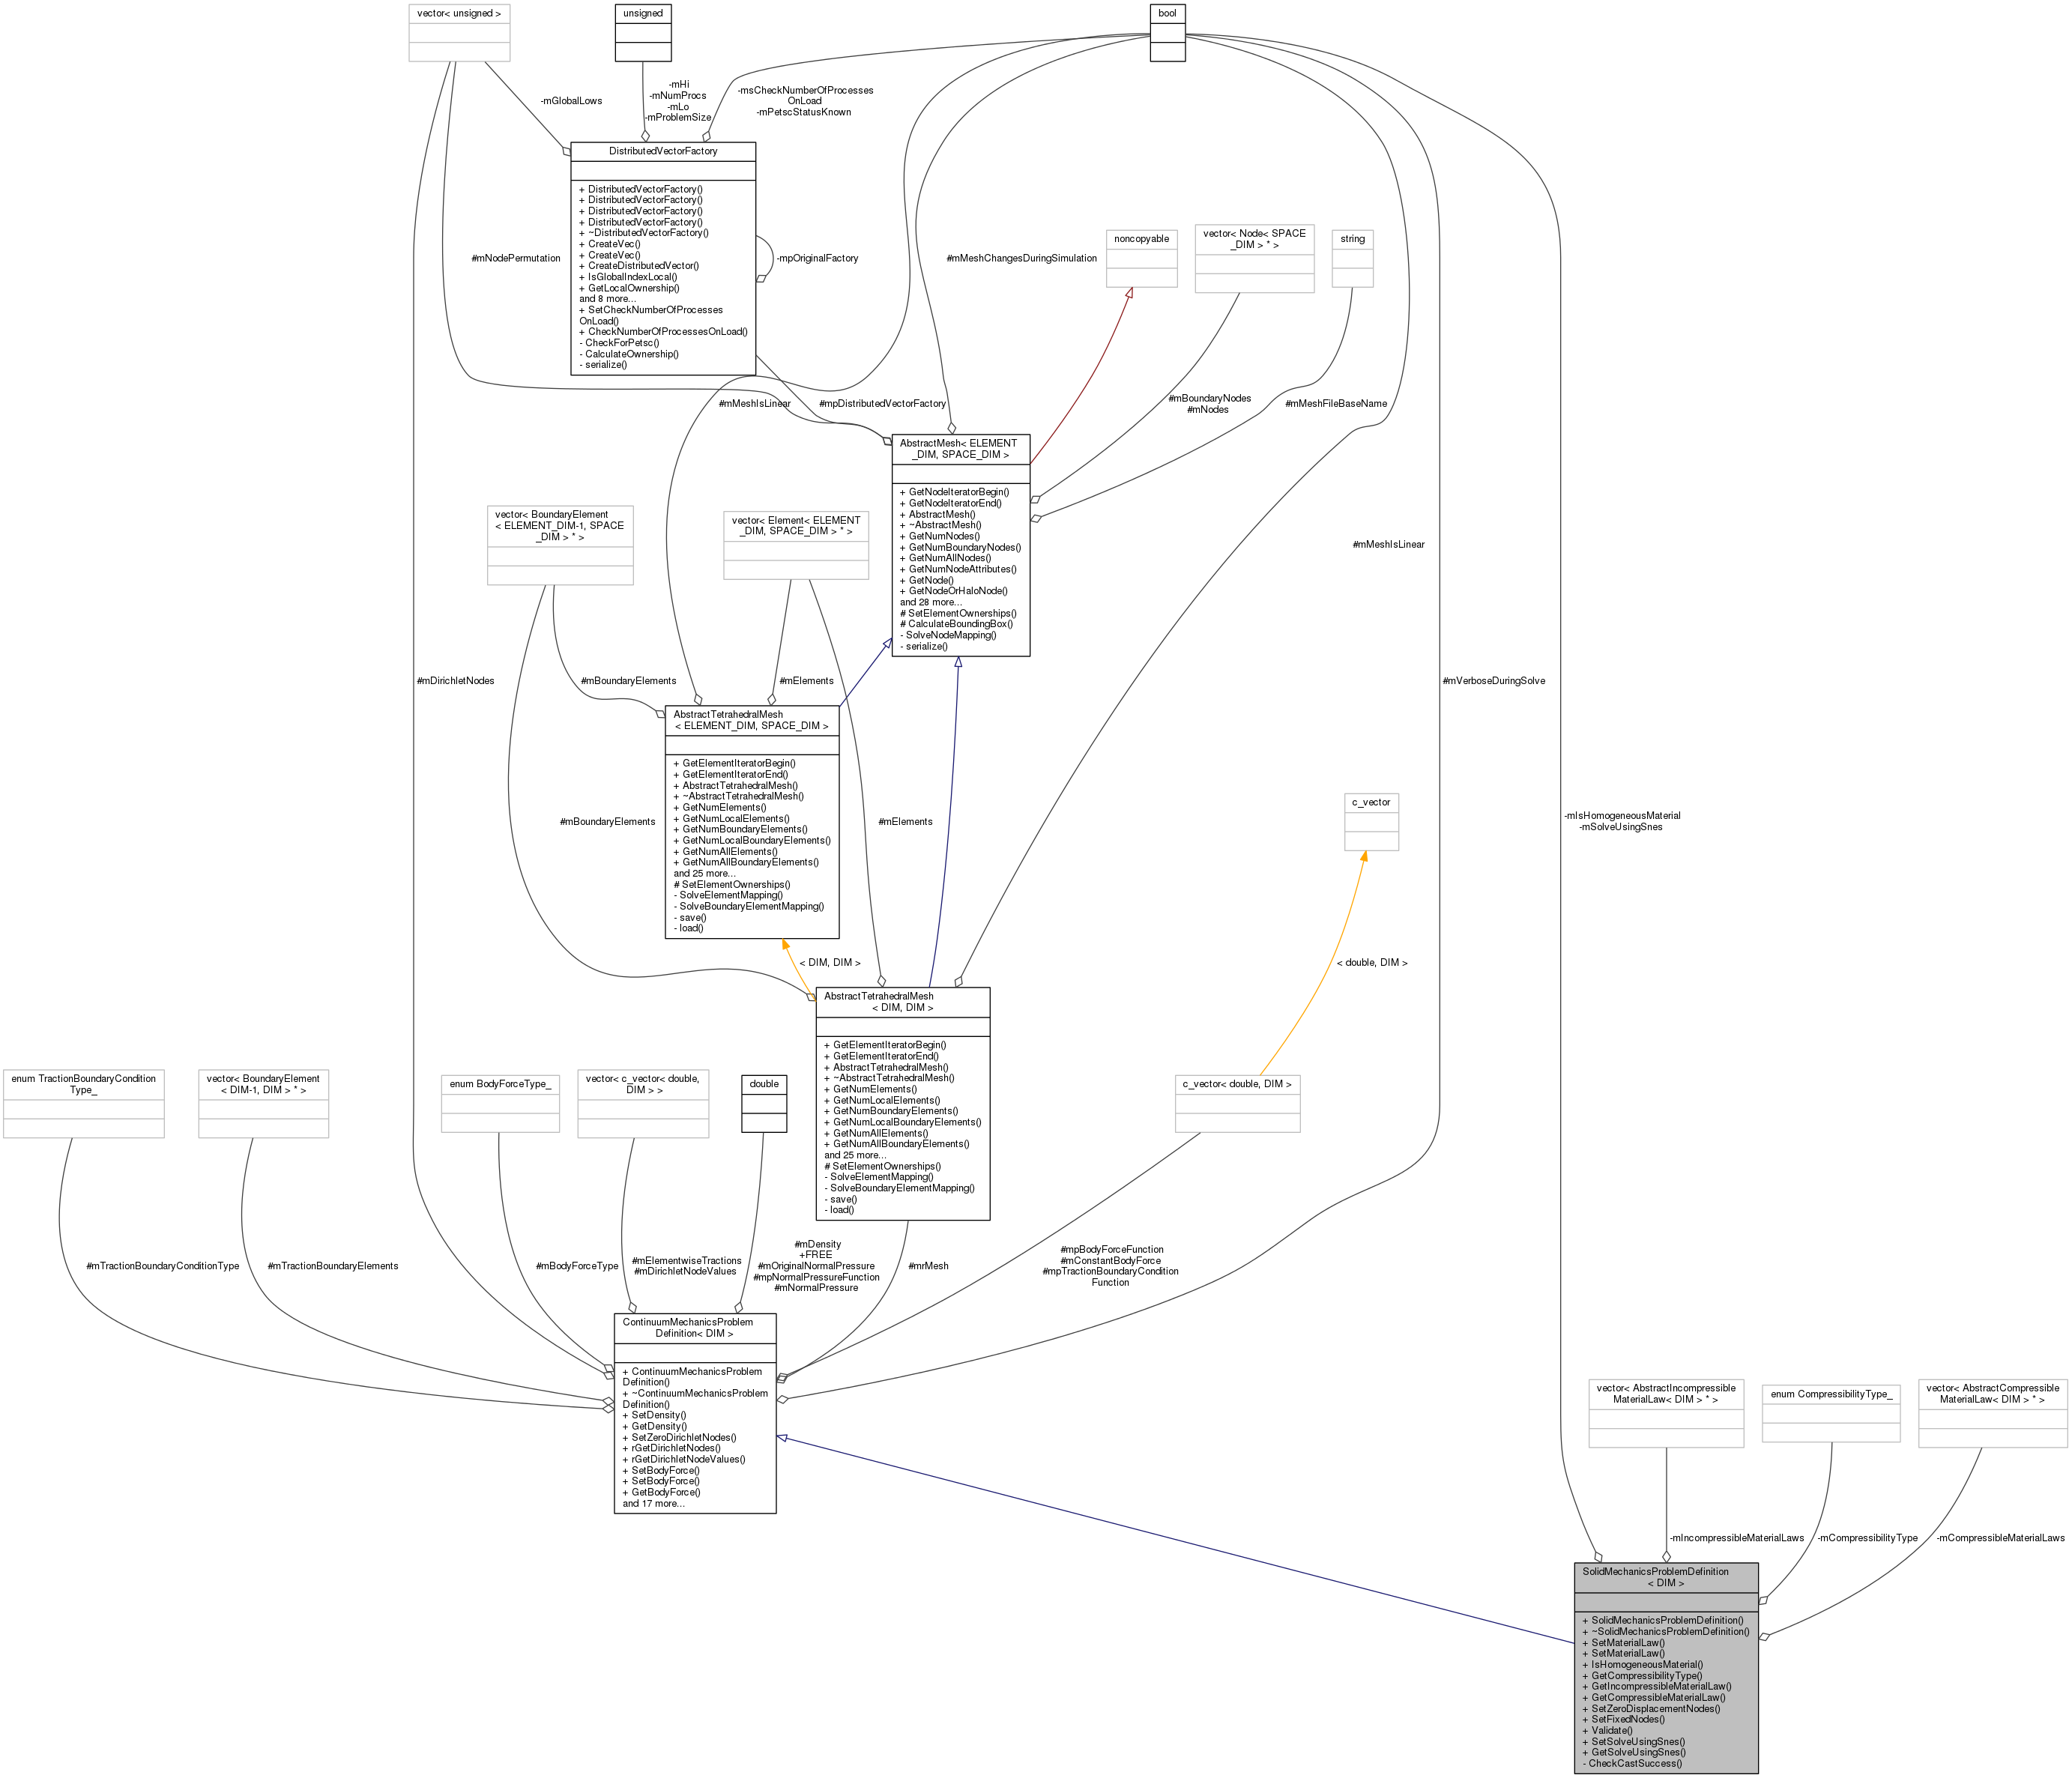 vector< unsigned >
unsigned
bool
-mGlobalLows
-mHi
-mNumProcs
-mLo
-mProblemSize
-msCheckNumberOfProcesses
OnLoad
-mPetscStatusKnown
DistributedVectorFactory
+ DistributedVectorFactory()
+ DistributedVectorFactory()
+ DistributedVectorFactory()
+ DistributedVectorFactory()
+ ~DistributedVectorFactory()
+ CreateVec()
+ CreateVec()
+ CreateDistributedVector()
+ IsGlobalIndexLocal()
+ GetLocalOwnership()
and 8 more...
+ SetCheckNumberOfProcesses
OnLoad()
+ CheckNumberOfProcessesOnLoad()
- CheckForPetsc()
- CalculateOwnership()
- serialize()
#mNodePermutation
-mpOriginalFactory
#mMeshChangesDuringSimulation
noncopyable
vector< Node< SPACE
_DIM > * >
string
#mMeshIsLinear
#mpDistributedVectorFactory
#mBoundaryNodes
#mNodes
#mMeshFileBaseName
AbstractMesh< ELEMENT
_DIM, SPACE_DIM >
+ GetNodeIteratorBegin()
+ GetNodeIteratorEnd()
+ AbstractMesh()
+ ~AbstractMesh()
+ GetNumNodes()
+ GetNumBoundaryNodes()
+ GetNumAllNodes()
+ GetNumNodeAttributes()
+ GetNode()
+ GetNodeOrHaloNode()
and 28 more...
# SetElementOwnerships()
# CalculateBoundingBox()
- SolveNodeMapping()
- serialize()
vector< BoundaryElement
< ELEMENT_DIM-1, SPACE
_DIM > * >
vector< Element< ELEMENT
_DIM, SPACE_DIM > * >
#mMeshIsLinear
#mDirichletNodes
#mBoundaryElements
#mElements
#mVerboseDuringSolve
AbstractTetrahedralMesh
< ELEMENT_DIM, SPACE_DIM >
+ GetElementIteratorBegin()
+ GetElementIteratorEnd()
+ AbstractTetrahedralMesh()
+ ~AbstractTetrahedralMesh()
+ GetNumElements()
+ GetNumLocalElements()
+ GetNumBoundaryElements()
+ GetNumLocalBoundaryElements()
+ GetNumAllElements()
+ GetNumAllBoundaryElements()
and 25 more...
# SetElementOwnerships()
- SolveElementMapping()
- SolveBoundaryElementMapping()
- save()
- load()
#mBoundaryElements
#mElements
c_vector
-mIsHomogeneousMaterial
-mSolveUsingSnes
< DIM, DIM >
< double, DIM >
AbstractTetrahedralMesh
< DIM, DIM >
+ GetElementIteratorBegin()
+ GetElementIteratorEnd()
+ AbstractTetrahedralMesh()
+ ~AbstractTetrahedralMesh()
+ GetNumElements()
+ GetNumLocalElements()
+ GetNumBoundaryElements()
+ GetNumLocalBoundaryElements()
+ GetNumAllElements()
+ GetNumAllBoundaryElements()
and 25 more...
# SetElementOwnerships()
- SolveElementMapping()
- SolveBoundaryElementMapping()
- save()
- load()
enum TractionBoundaryCondition
Type_
vector< BoundaryElement
< DIM-1, DIM > * >
enum BodyForceType_
vector< c_vector< double,
DIM > >
double
c_vector< double, DIM >
#mTractionBoundaryConditionType
#mTractionBoundaryElements
#mBodyForceType
#mElementwiseTractions
#mDirichletNodeValues
#mDensity
+FREE
#mOriginalNormalPressure
#mpNormalPressureFunction
#mNormalPressure
#mrMesh
#mpBodyForceFunction
#mConstantBodyForce
#mpTractionBoundaryCondition
Function
ContinuumMechanicsProblem
Definition< DIM >
+ ContinuumMechanicsProblem
Definition()
+ ~ContinuumMechanicsProblem
Definition()
+ SetDensity()
+ GetDensity()
+ SetZeroDirichletNodes()
+ rGetDirichletNodes()
+ rGetDirichletNodeValues()
+ SetBodyForce()
+ SetBodyForce()
+ GetBodyForce()
and 17 more...
vector< AbstractIncompressible
MaterialLaw< DIM > * >
enum CompressibilityType_
vector< AbstractCompressible
MaterialLaw< DIM > * >
-mIncompressibleMaterialLaws
-mCompressibilityType
-mCompressibleMaterialLaws
SolidMechanicsProblemDefinition
< DIM >
+ SolidMechanicsProblemDefinition()
+ ~SolidMechanicsProblemDefinition()
+ SetMaterialLaw()
+ SetMaterialLaw()
+ IsHomogeneousMaterial()
+ GetCompressibilityType()
+ GetIncompressibleMaterialLaw()
+ GetCompressibleMaterialLaw()
+ SetZeroDisplacementNodes()
+ SetFixedNodes()
+ Validate()
+ SetSolveUsingSnes()
+ GetSolveUsingSnes()
- CheckCastSuccess()